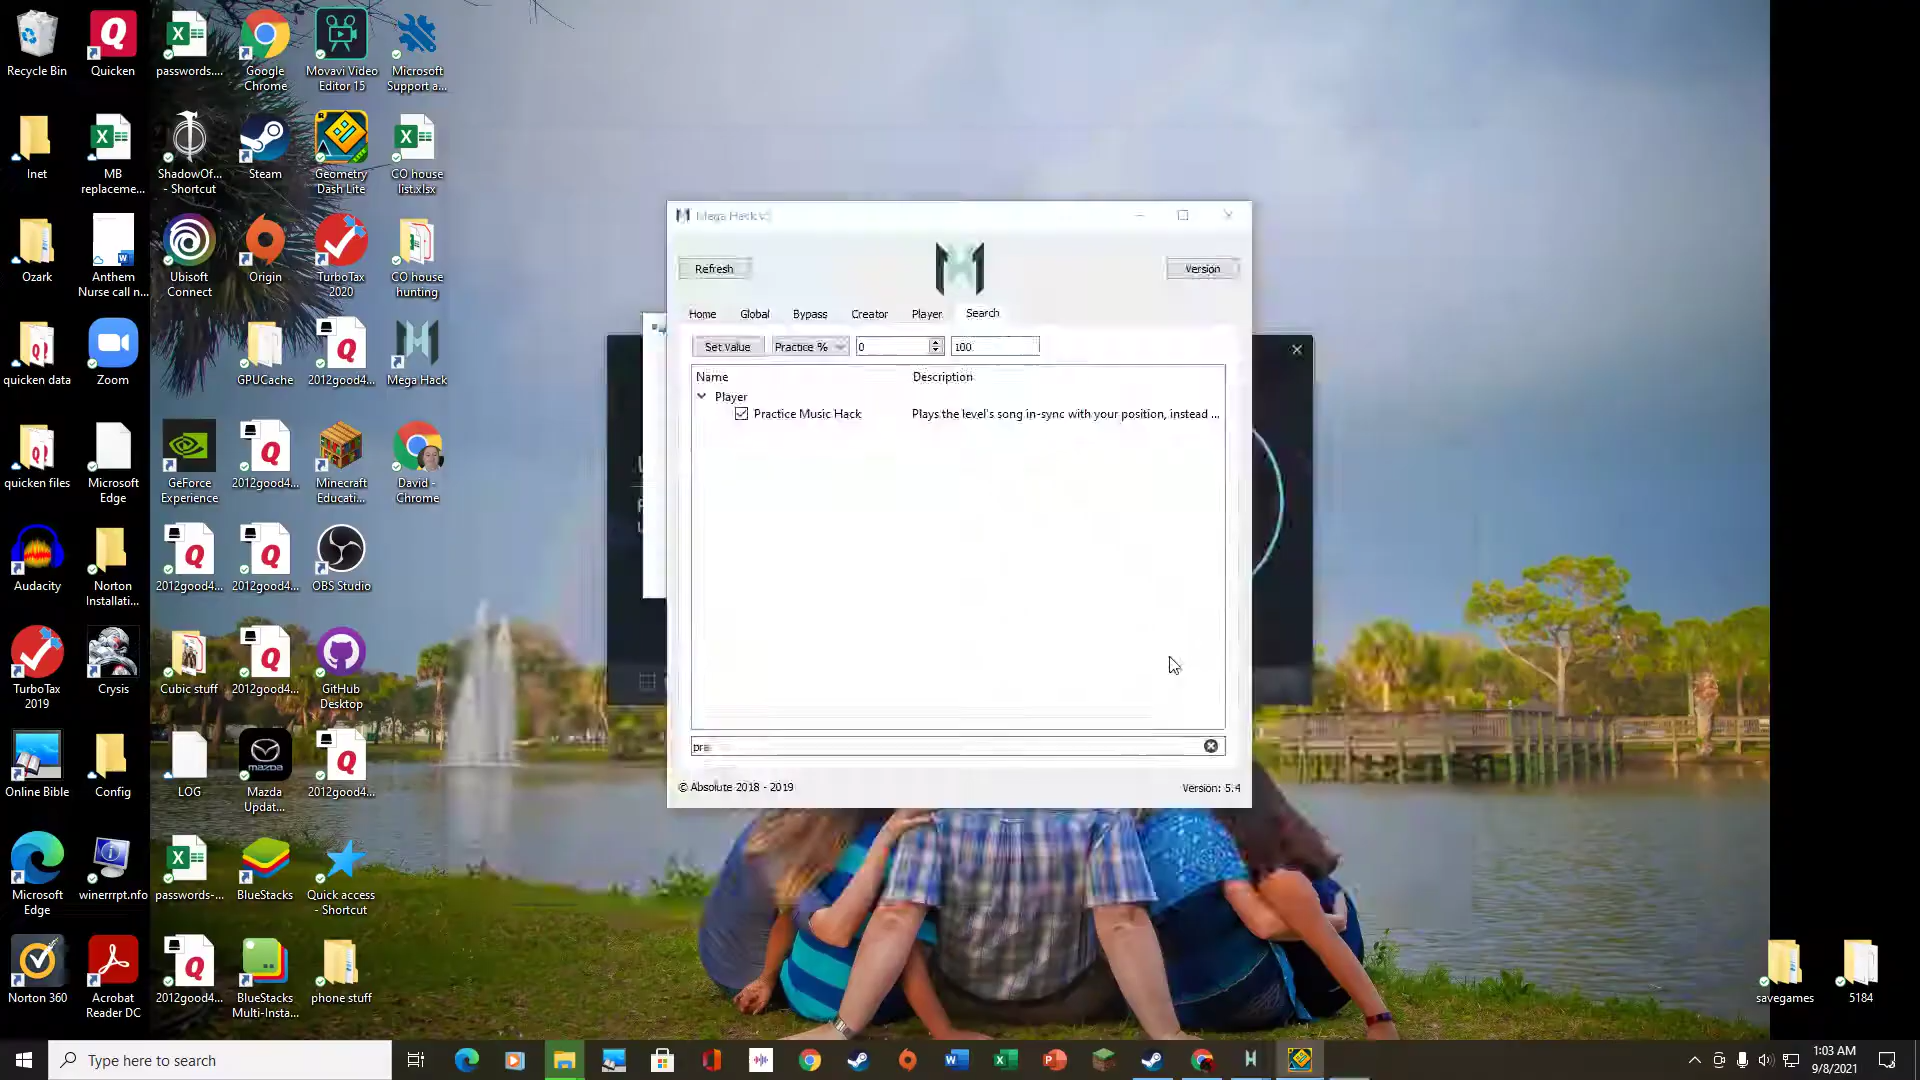 Recycle Bin
Quicken
passwords....
Google
Chrome
Movavi Video
Editor 15
Microsoft
Support a...
Inet
MB
replaceme...
ShadowOf...
- Shortcut
Steam
Geometry
Dash Lite
CO house
list.xlsx
Ozark
Anthem
Nurse call n...
Ubisoft
Connect
Origin
TurboTax
2020
CO house
hunting
quicken data
Zoom
GPUCache
2012good4...
Mega Hack
quicken files
Microsoft
Edge
GeForce
Experience
2012good4...
Minecraft
Educati...
David -
Chrome
Audacity
Norton
Installati...
2012good4...
2012good4...
OBS Studio
TurboTax
2019
Crysis
Cubic stuff
2012good4...
GitHub
Desktop
Online Bible
Config
LOG
Mazda
Updat...
2012good4...
Microsoft
Edge
winerrrpt.nfo
passwords-...
BlueStacks
Quick access
- Shortcut
Norton 360
Acrobat
Reader DC
2012good4...
BlueStacks
Multi-Insta...
phone stuff
savegames
5184
Mega Hack
Refresh
Version
Home
Global
Bypass
Creator
Player
Search
Set Value
Practice %
0
100
Name
Description
Player
Practice Music Hack
Plays the level's song in-sync with your position, instead ...
pra
© Absolute 2018 - 2019
Version: 5.4
Type here to search
1:03 AM
9/8/2021